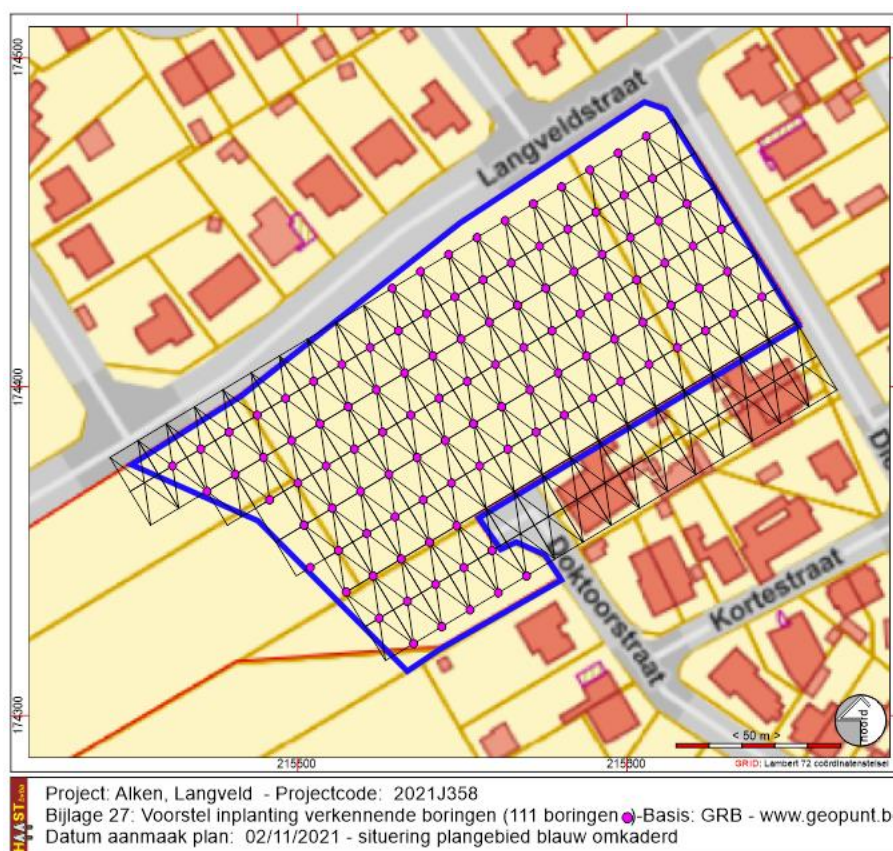 174500
Langveldstraat
174400
Doktoorstraat
Kortestraat
174300
noord
< 50 m >
215500
215600
GRID: Lambert 72 coördinatenstelsel
HAAST
Project: Alken, Langveld - Projectcode: 2021J358
Bijlage 27: Voorstel inplanting verkennende boringen (111 boringen )-Basis: GRB - www.geopunt.b
Datum aanmaak plan: 02/11/2021 - situering plangebied blauw omkaderd